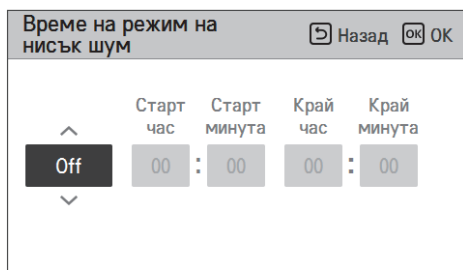 Време на режим на
нисък шум
Назад
OK OK
Старт Старт Край Край
час минута час минута
Off 00 : 00 00 : 00